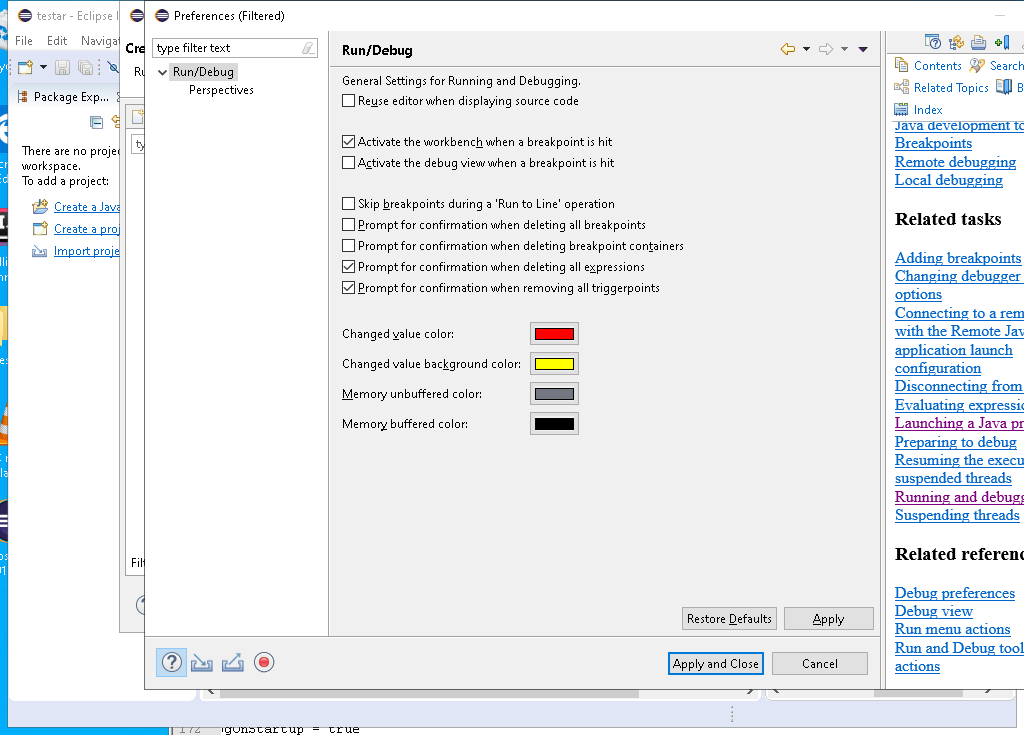 testar - Eclipse I
File Edit Navigat
Package Exp...
There are no projec
workspace.
To add a project:
Create a Java
Create a proj
Import proje
Cre
Ru
ty
Filt
Preferences (Filtered)
type filter text
Run/Debug
Perspectives
Run/Debug
General Settings for Running and Debugging.
Reuse editor when displaying source code
Activate the workbench when a breakpoint is hit
Activate the debug view when a breakpoint is hit
Skip breakpoints during a 'Run to Line' operation
Prompt for confirmation when deleting all breakpoints
Prompt for confirmation when deleting breakpoint containers
Prompt for confirmation when deleting all expressions
Prompt for confirmation when removing all triggerpoints
Changed value color:
Changed value background color:
Memory unbuffered color:
Memory buffered color:
Restore Defaults Apply
Apply and Close Cancel
Contents Search
Related Topics B
Index
Java development to
Breakpoints
Remote debugging
Local debugging
Related tasks
Adding breakpoints
Changing debugger
options
Connecting to a rem
with the Remote Jav
application launch
configuration
Disconnecting from
Evaluating expressio
Launching a Java pr
Preparing to debug
Resuming the execu
suspended threads
Running and debugg
Suspending threads
Related referenc
Debug preferences
Debug view
Run menu actions
Run and Debug tool
actions
172 gOnStartup = true